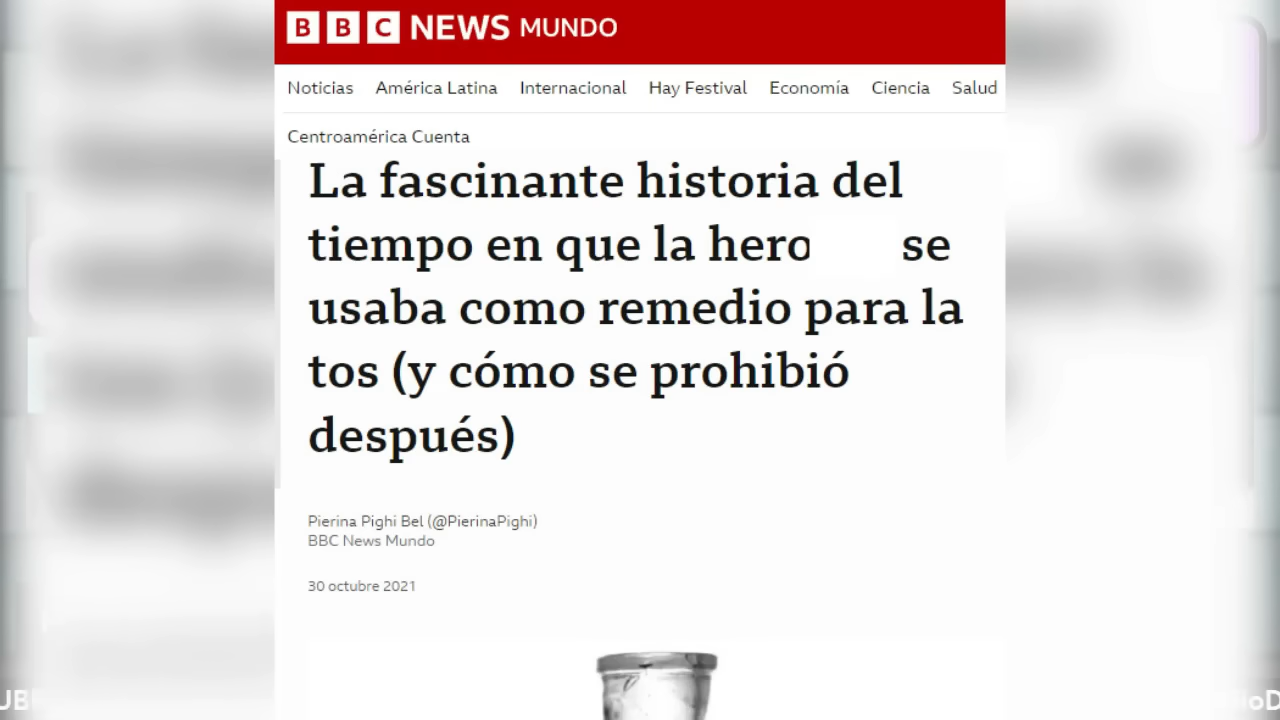 BBC NEWS MUNDO
Noticias América Latina Internacional Hay Festival Economía Ciencia Salud
Centroamérica Cuenta
La fascinante historia del
tiempo en que la hero se
usaba como remedio para la
tos (y cómo se prohibió
después)
Pierina Pighi Bel (@PierinaPighi)
BBC News Mundo
30 octubre 2021